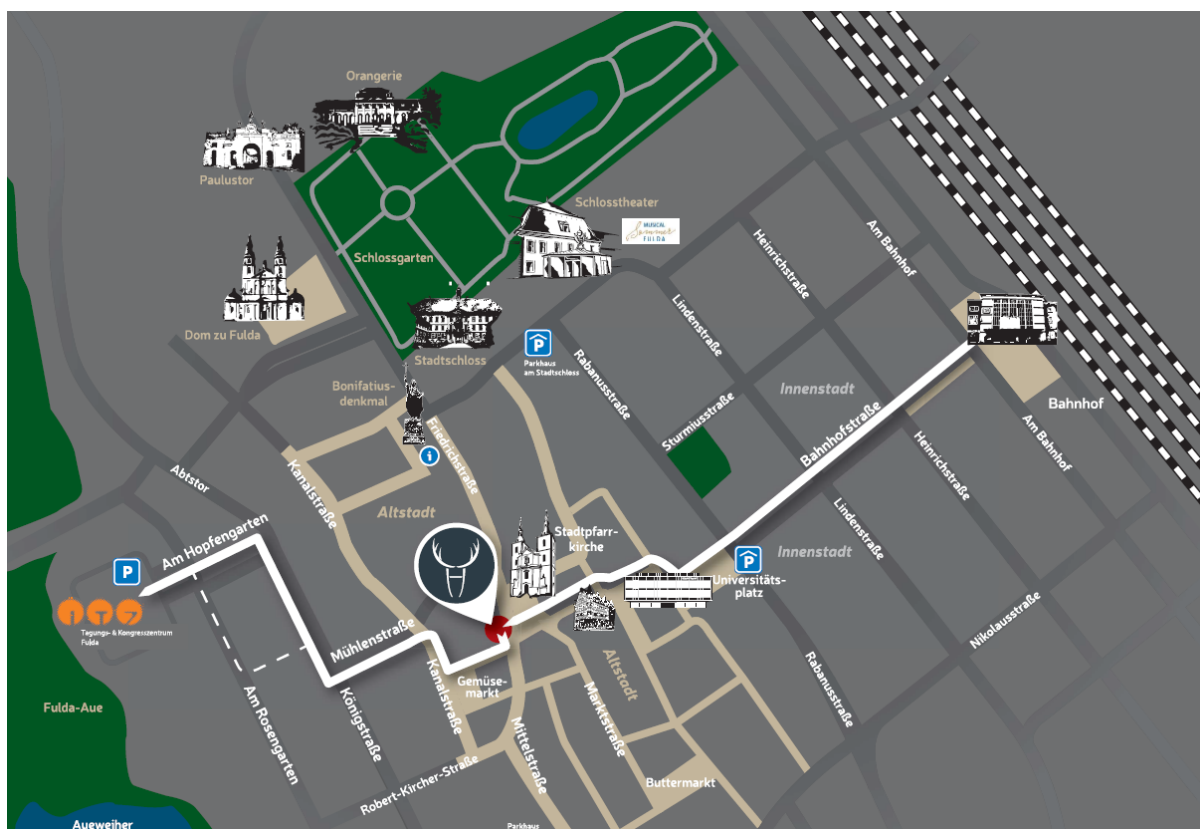 Orangerie
Paulustor
Schlosstheater
MUSICAL
Sommer
FULDA
Schlossgarten
Dom zu Fulda
Stadtschloss
P
Parkhaus
am Stadtschloss
Bonifatius-
denkmal
Friedrichstraße
i
Kanalstraße
Altstadt
Abtstor
Am Hopfengarten
P
Tagungs- & Kongresszentrum
Fulda
Mühlenstraße
Kanalstraße
Königstraße
Am Rosengarten
Fulda-Aue
Aueweiher
Robert-Kircher-Straße
Gemüse-
markt
Mittelstraße
Marktstraße
Altstadt
Buttermarkt
Parkhaus
Stadtpfarr-
kirche
P
Universitäts-
platz
Innenstadt
Rabanusstraße
Rabanusstraße
Sturmiusstraße
Lindenstraße
Lindenstraße
Heinrichstraße
Heinrichstraße
Am Bahnhof
Am Bahnhof
Bahnhof
Bahnhofstraße
Innenstadt
Nikolausstraße